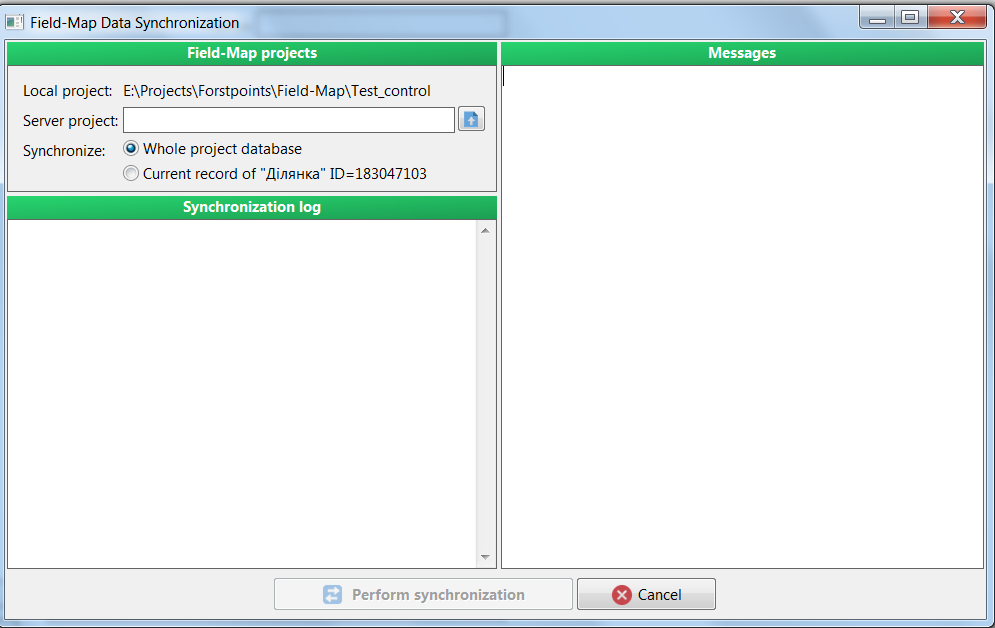 Field-Map Data Synchronization
Field-Map projects
Local project: E:\Projects\Forstpoints\Field-Map\Test_control
Server project:
Synchronize: Whole project database
Current record of "Ділянка" ID=183047103
Synchronization log
Messages
Perform synchronization
Cancel